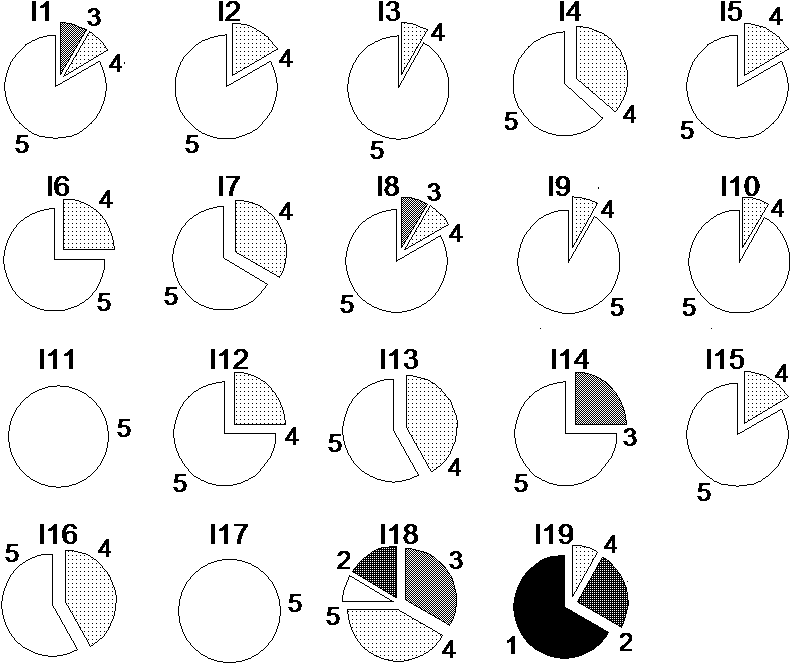 I1 3 4 5
I2 4 5
I3 4 5
I4 4 5
I5 4 5
I6 4 5
I7 4 5
I8 3 4 5
I9 4 5
I10 4 5
I11 5
I12 4 5
I13 4 5
I14 3 5
I15 4 5
I16 4 5
I17 5
I18 2 3 4 5
I19 4 2 1